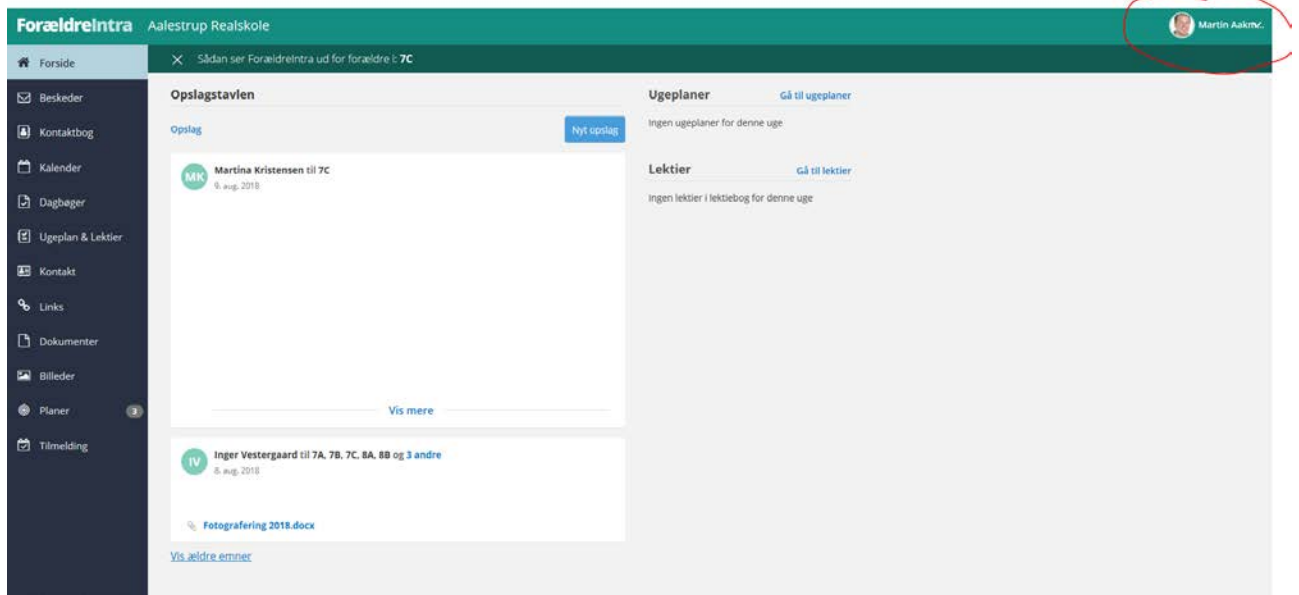 ForældreIntra Aalestrup Realskole
Martin Aakmc.
Forside
Sådan ser ForældreIntra ud for forældre i: 7C
Beskeder
Kontaktbog
Kalender
Dagbøger
Ugeplan & Lektier
Kontakt
Links
Dokumenter
Billeder
Planer 3
Tilmelding
Opslagstavlen
Opslag
Nyt opslag
MK
Martina Kristensen til 7C
9. aug. 2018
Vis mere
IV
Inger Vestergaard til 7A, 7B, 7C, 8A, 8B og 3 andre
8. aug. 2018
Fotografering 2018.docx
Vis ældre emner
Ugeplaner Gå til ugeplaner
Ingen ugeplaner for denne uge
Lektier Gå til lektier
Ingen lektier i lektiebog for denne uge